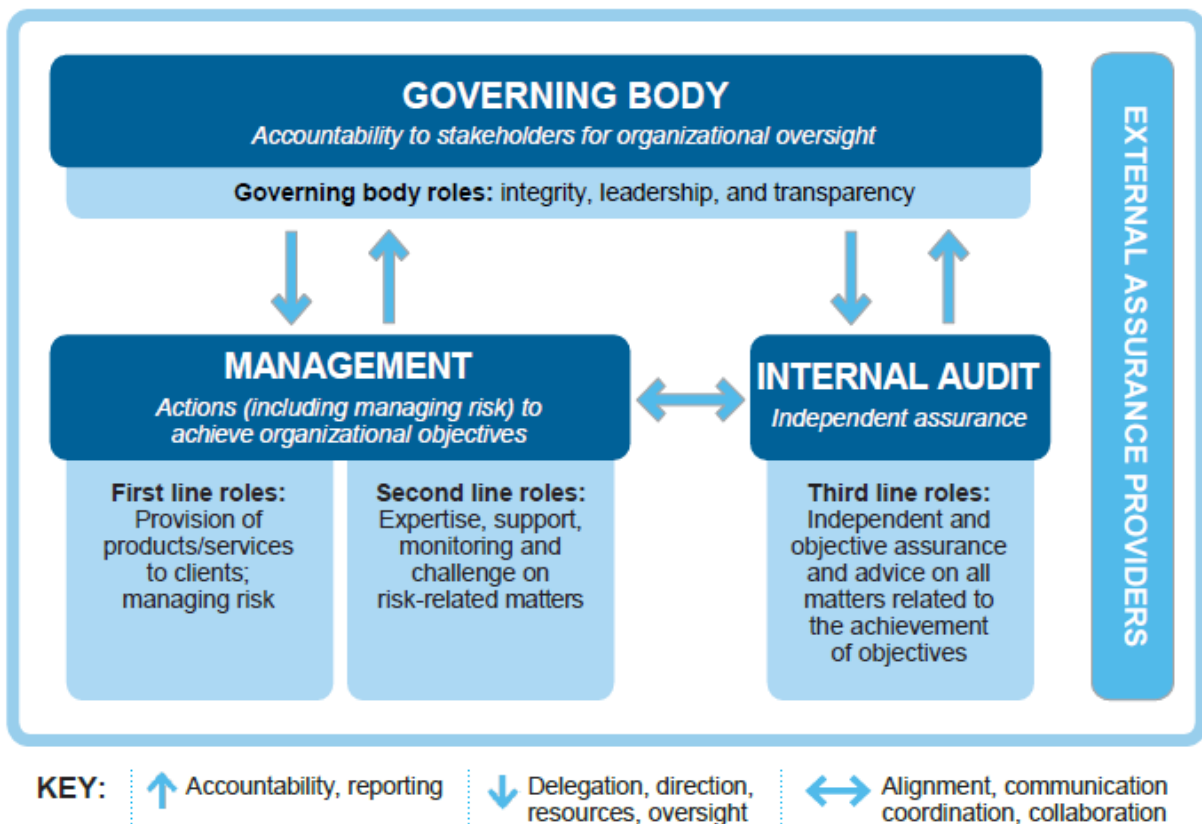 GOVERNING BODY
Accountability to stakeholders for organizational oversight
Governing body roles: integrity, leadership, and transparency
MANAGEMENT
Actions (including managing risk) to
achieve organizational objectives
First line roles:
Provision of
products/services
to clients;
managing risk
Second line roles:
Expertise, support,
monitoring and
challenge on
risk-related matters
INTERNAL AUDIT
Independent assurance
Third line roles:
Independent and
objective assurance
and advice on all
matters related to
the achievement
of objectives
EXTERNAL ASSURANCE PROVIDERS
KEY:
Accountability, reporting
Delegation, direction,
resources, oversight
Alignment, communication
coordination, collaboration